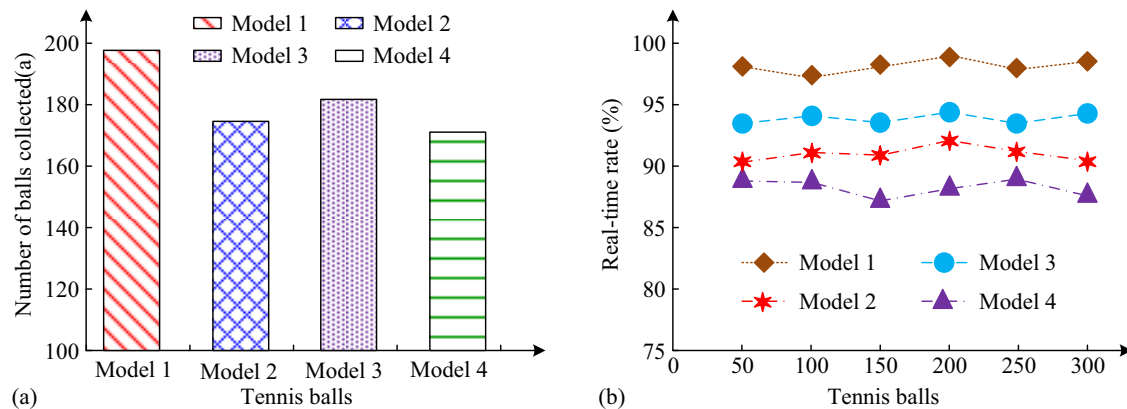 Model 1
Model 2
Model 3
Model 4
Number of balls collected(a)
200
180
160
140
120
100
Model 1
Model 2
Model 3
Model 4
Tennis balls
(a)
Real-time rate (%)
100
95
90
85
80
75
Model 1
Model 3
Model 2
Model 4
0
50
100
150
200
250
300
Tennis balls
(b)